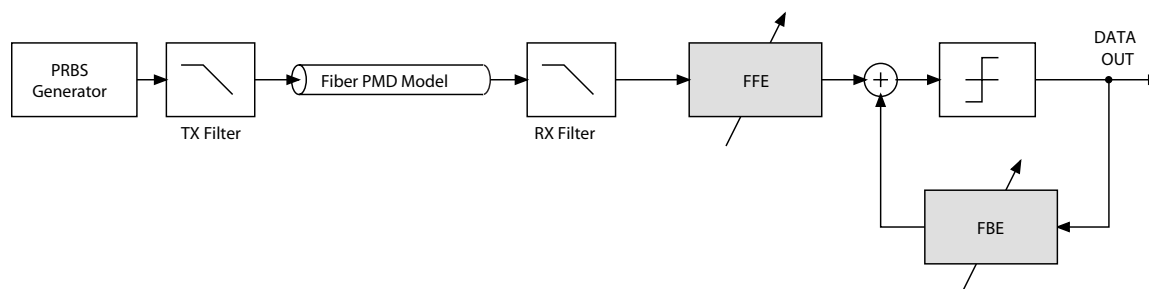 PRBS
Generator
TX Filter
Fiber PMD Model
RX Filter
FFE
+
DATA
OUT
FBE